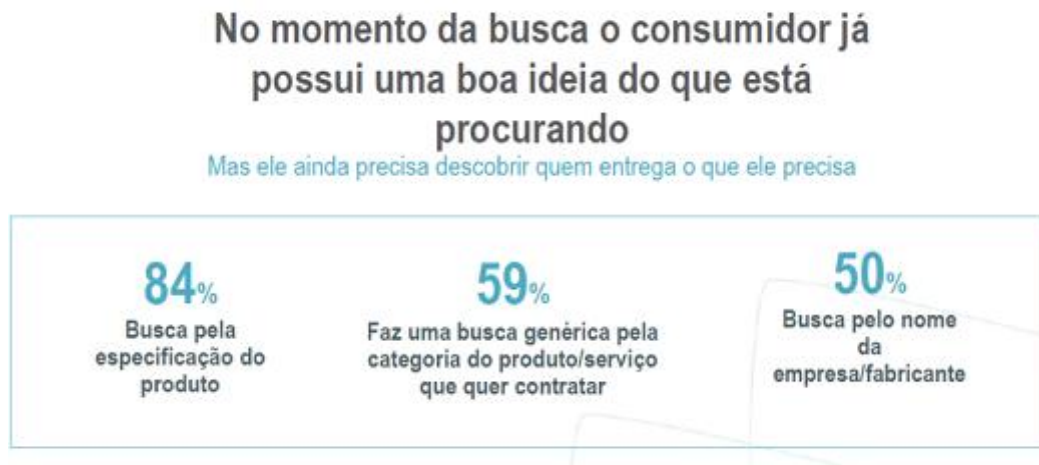 No momento da busca o consumidor já
possui uma boa ideia do que está
procurando
Mas ele ainda precisa descobrir quem entrega o que ele precisa
84%
Busca pela
especificação do
produto
59%
Faz uma busca genérica pela
categoria do produto/serviço
que quer contratar
50%
Busca pelo nome
da
empresa/fabricante